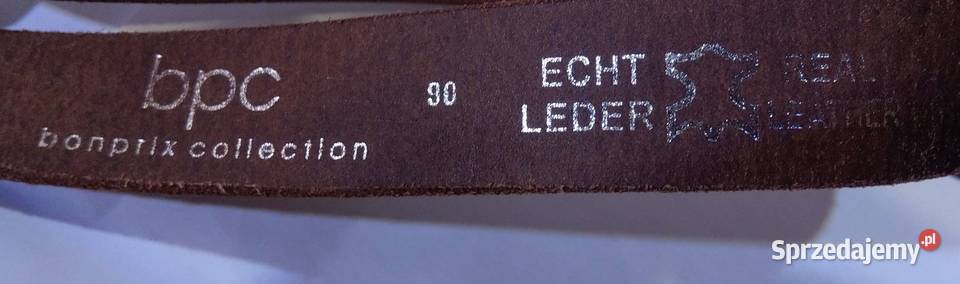 bpc
bonprix collection
90
ECHT
LEDER
REAL
LEATHER
Sprzedajemy.pl